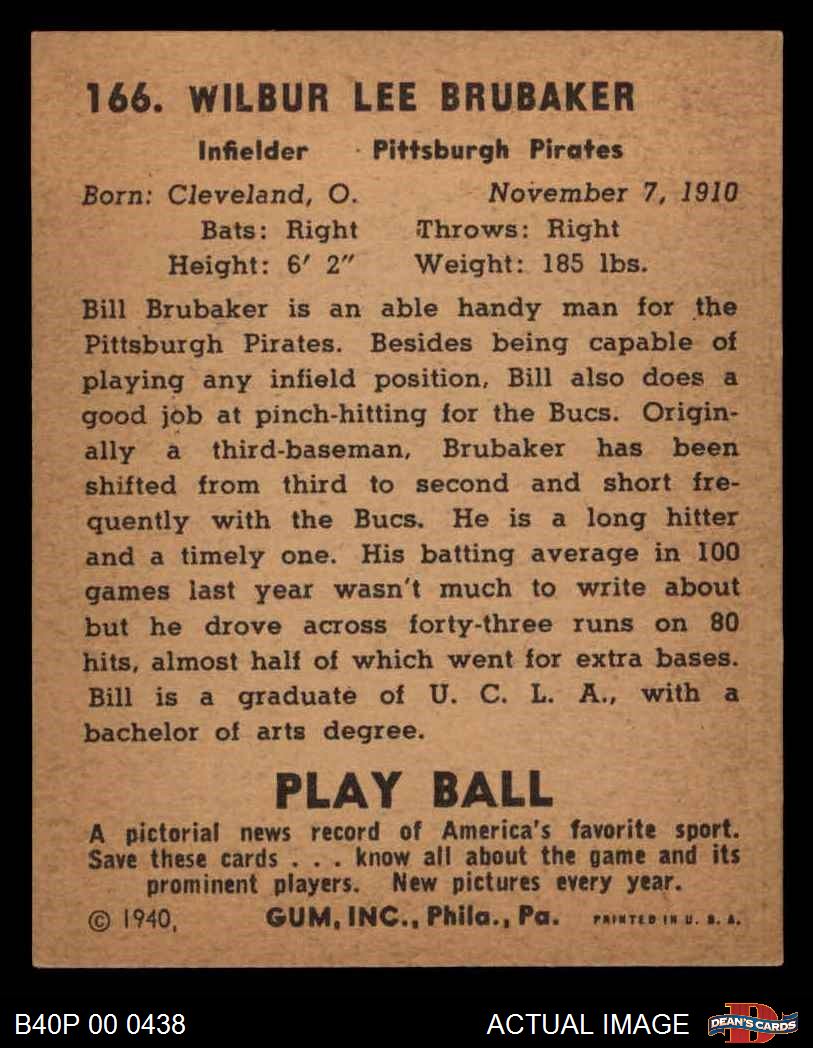 166. WILBUR LEE BRUBAKER
Infielder · Pittsburgh Pirates
Born: Cleveland, O. November 7, 1910
Bats: Right Throws: Right
Height: 6′ 2″ Weight: 185 lbs.
Bill Brubaker is an able handy man for the
Pittsburgh Pirates. Besides being capable of
playing any infield position, Bill also does a
good job at pinch-hitting for the Bucs. Origin-
ally a third-baseman, Brubaker has been
shifted from third to second and short fre-
quently with the Bucs. He is a long hitter
and a timely one. His batting average in 100
games last year wasn't much to write about
but he drove across forty-three runs on 80
hits, almost half of which went for extra bases.
Bill is a graduate of U. C. L. A., with a
bachelor of arts degree.
PLAY BALL
A pictorial news record of America's favorite sport.
Save these cards . . . know all about the game and its
prominent players. New pictures every year.
© 1940, GUM, INC., Phila., Pa. PRINTED IN U. S. A.
B40P 00 0438 ACTUAL IMAGE DEAN'S CARDS